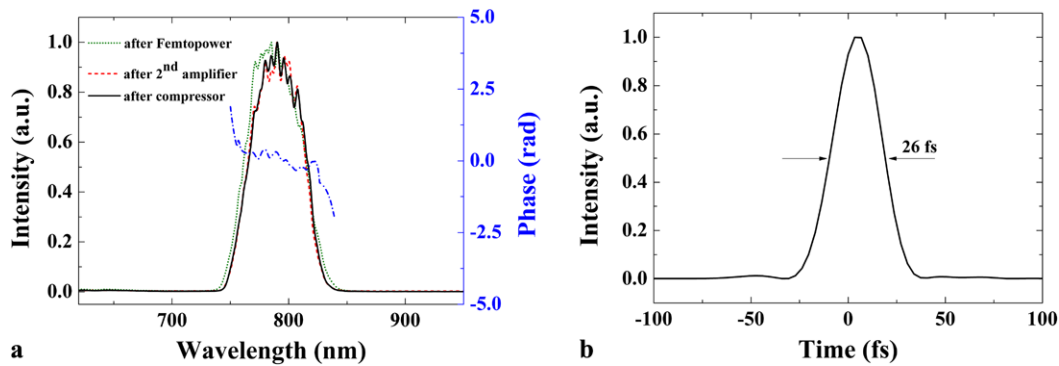 after Femtopower
after 2nd amplifier
after compressor
Intensity (a.u.)
1.0
0.8
0.6
0.4
0.2
0.0
5.0
2.5
0.0
-2.5
-5.0
Phase (rad)
700
800
900
Wavelength (nm)
a
Intensity (a.u.)
1.0
0.8
0.6
0.4
0.2
0.0
26 fs
-100
-50
0
50
100
Time (fs)
b